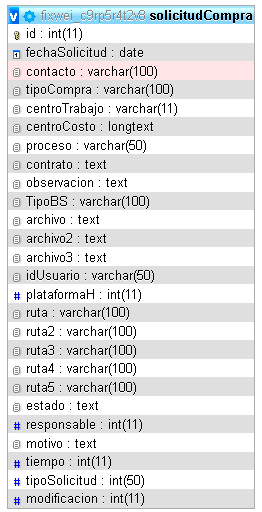 v fixwei_c9rp5r4t2v8 solicitudCompra
id : int(11)
fechaSolicitud : date
contacto : varchar(100)
tipoCompra : varchar(100)
centroTrabajo : varchar(11)
centroCosto : longtext
proceso : varchar(50)
contrato : text
observacion : text
TipoBS : varchar(100)
archivo : text
archivo2 : text
archivo3 : text
idUsuario : varchar(50)
# plataformaH : int(11)
ruta : varchar(100)
ruta2 : varchar(100)
ruta3 : varchar(100)
ruta4 : varchar(100)
ruta5 : varchar(100)
estado : text
# responsable : int(11)
motivo : text
# tiempo : int(11)
# tipoSolicitud : int(50)
# modificacion : int(11)